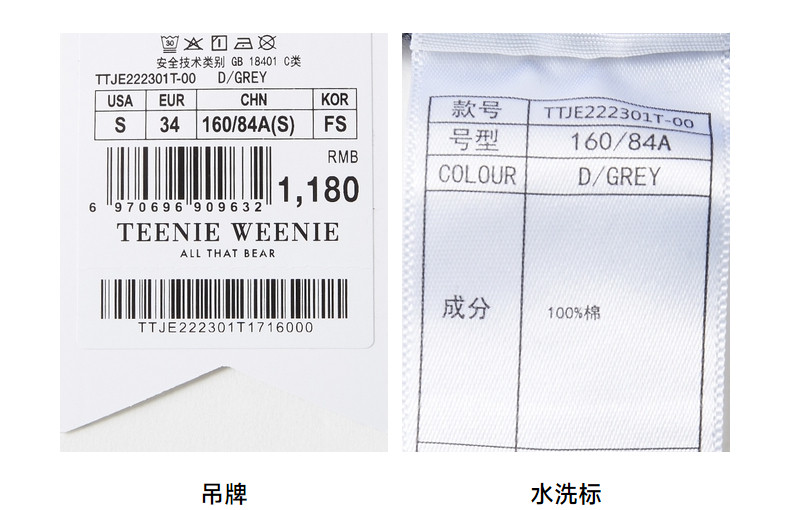 30
安全技术类别 GB 18401 C类
TTJE222301T-00 D/GREY
USA EUR CHN KOR
S 34 160/84A(S) FS
RMB
1,180
6 970696 909632
TEENIE WEENIE
ALL THAT BEAR
TTJE222301T1716000
吊牌
款号 TTJE222301T-00
号型 160/84A
COLOUR D/GREY
成分 100%棉
水洗标